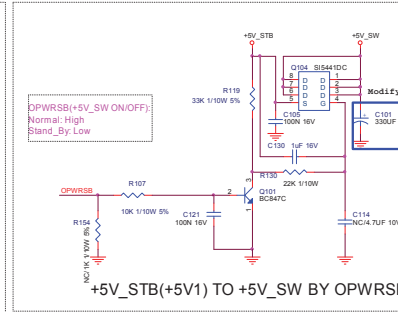 +5V_STB
+5V_SW
Q104
SI5441DC
8 D D 1
7 D D 2
6 D D 3
5 S G 4
Modify
R119
33K 1/10W 5%
OPWRSB(+5V_SW ON/OFF):
Normal: High
Stand_By: Low
C105
100N 16V
C101
330UF
C130 1uF 16V
R130
22K 1/10W
OPWRSB
R107
10K 1/10W 5%
3
2
1
Q101
BC847C
R154
NC/1K 1/10W 5%
C121
100N 16V
C114
NC/4.7UF 10V
+5V_STB(+5V1) TO +5V_SW BY OPWRSB